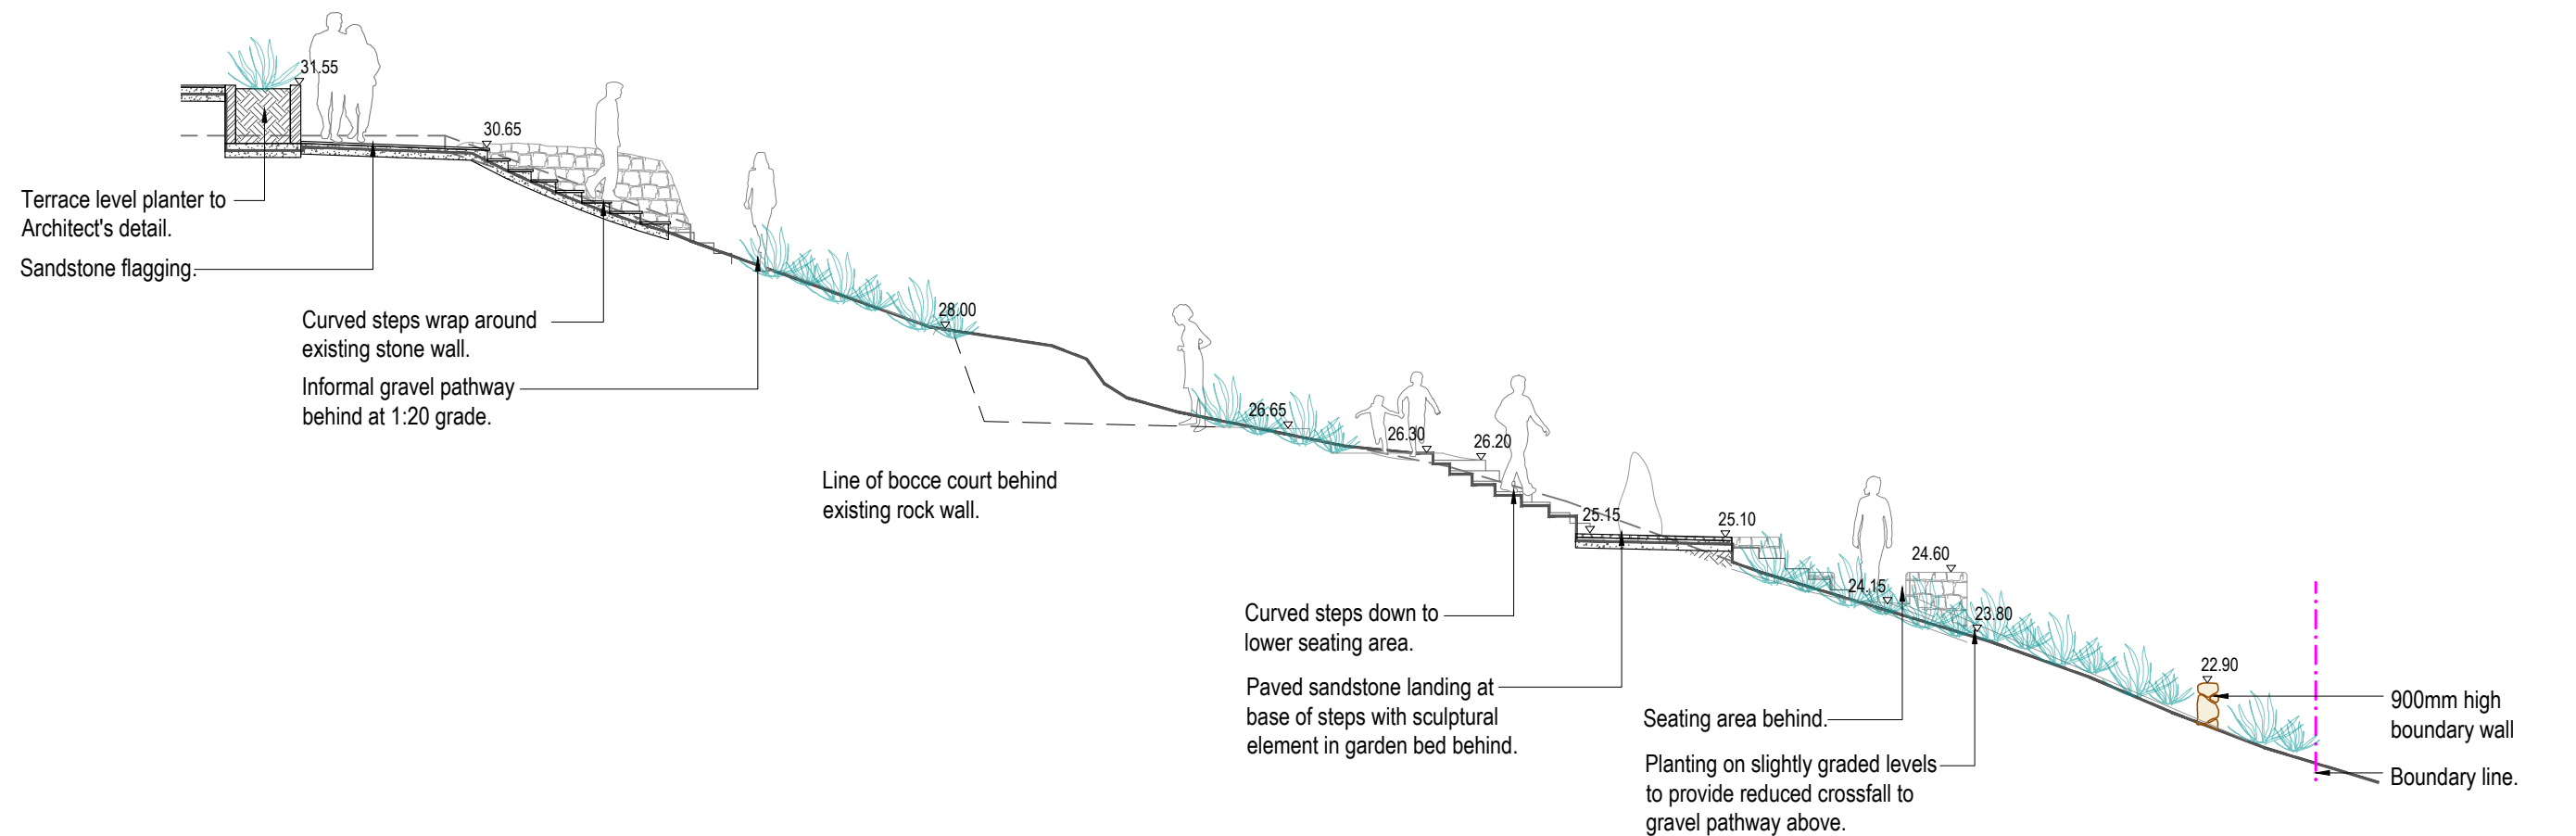 31.55
30.65
Terrace level planter to
Architect's detail.
Sandstone flagging.
Curved steps wrap around
existing stone wall.
Informal gravel pathway
behind at 1:20 grade.
28.00
Line of bocce court behind
existing rock wall.
26.65
26.30
26.20
25.15
25.10
Curved steps down to
lower seating area.
Paved sandstone landing at
base of steps with sculptural
element in garden bed behind.
24.60
24.15
23.80
Seating area behind.
Planting on slightly graded levels
to provide reduced crossfall to
gravel pathway above.
22.90
900mm high
boundary wall
Boundary line.